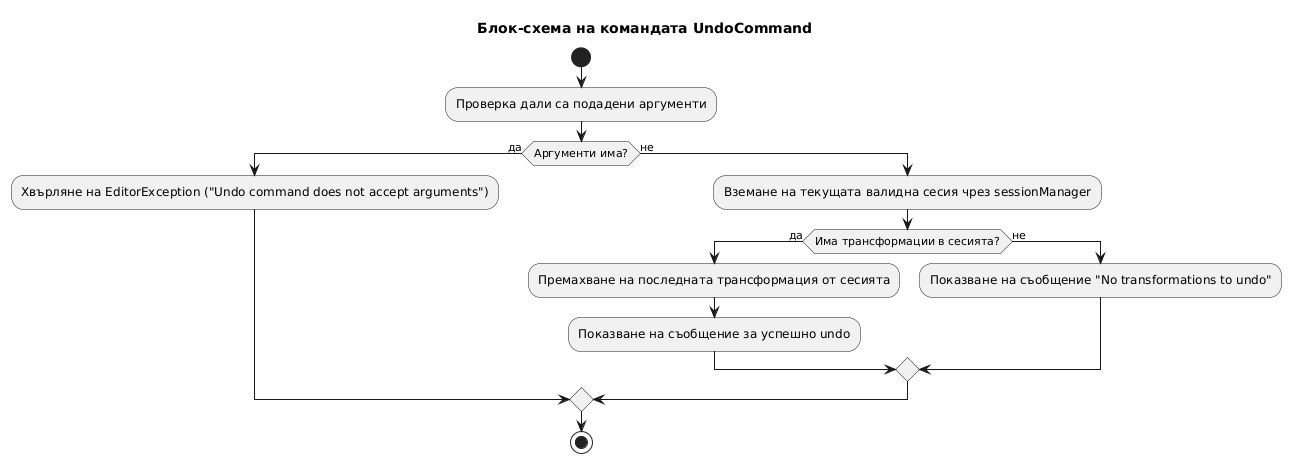 Блок-схема на командата UndoCommand
Проверка дали са подадени аргументи
да
Аргументи има?
не
Хвърляне на EditorException ("Undo command does not accept arguments")
Вземане на текущата валидна сесия чрез sessionManager
да
Има трансформации в сесията?
не
Премахване на последната трансформация от сесията
Показване на съобщение "No transformations to undo"
Показване на съобщение за успешно undo